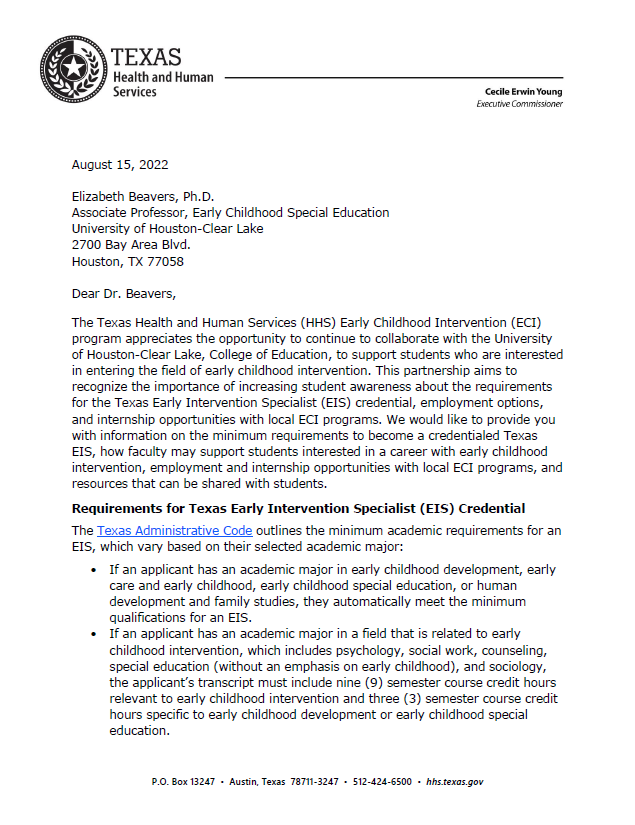 TEXAS
Health and Human
Services
Cecile Erwin Young
Executive Commissioner
August 15, 2022
Elizabeth Beavers, Ph.D.
Associate Professor, Early Childhood Special Education
University of Houston-Clear Lake
2700 Bay Area Blvd.
Houston, TX 77058
Dear Dr. Beavers,
The Texas Health and Human Services (HHS) Early Childhood Intervention (ECI)
program appreciates the opportunity to continue to collaborate with the University
of Houston-Clear Lake, College of Education, to support students who are interested
in entering the field of early childhood intervention. This partnership aims to
recognize the importance of increasing student awareness about the requirements
for the Texas Early Intervention Specialist (EIS) credential, employment options,
and internship opportunities with local ECI programs. We would like to provide you
with information on the minimum requirements to become a credentialed Texas
EIS, how faculty may support students interested in a career with early childhood
intervention, employment and internship opportunities with local ECI programs, and
resources that can be shared with students.
Requirements for Texas Early Intervention Specialist (EIS) Credential
The Texas Administrative Code outlines the minimum academic requirements for an
EIS, which vary based on their selected academic major:
• If an applicant has an academic major in early childhood development, early
care and early childhood, early childhood special education, or human
development and family studies, they automatically meet the minimum
qualifications for an EIS.
• If an applicant has an academic major in a field that is related to early
childhood intervention, which includes psychology, social work, counseling,
special education (without an emphasis on early childhood), and sociology,
the applicant's transcript must include nine (9) semester course credit hours
relevant to early childhood intervention and three (3) semester course credit
hours specific to early childhood development or early childhood special
education.
P.O. Box 13247 • Austin, Texas 78711-3247 • 512-424-6500 • hhs.texas.gov